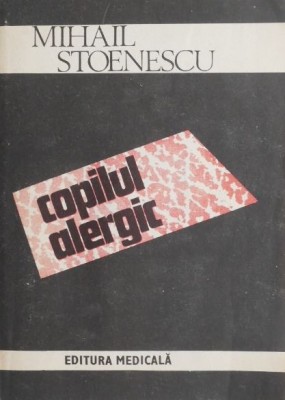 MIHAIL
STOENESCU
copilul
alergic
EDITURA MEDICALĂ